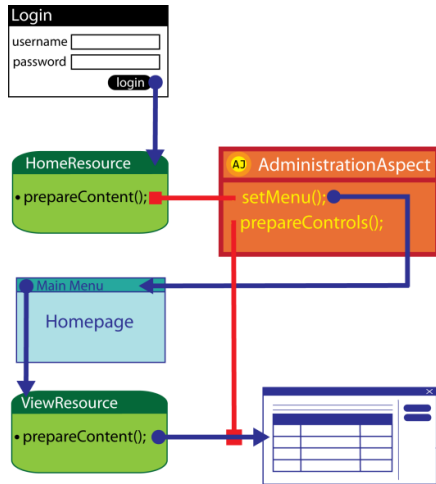 Login
username
password
login
HomeResource
• prepareContent();
AJ AdministrationAspect
setMenu();
prepareControls();
Main Menu
Homepage
ViewResource
• prepareContent();